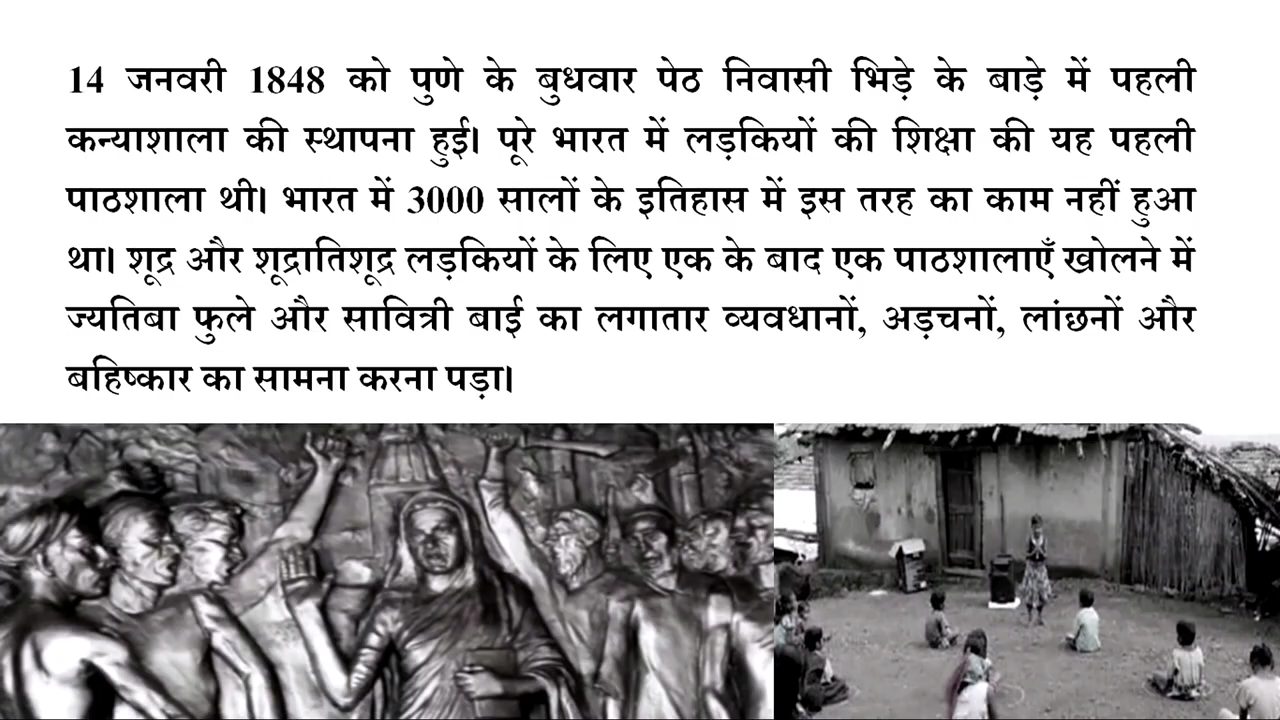 14 जनवरी 1848 को पुणे के बुधवार पेठ निवासी भिड़े के बाड़े में पहली
कन्याशाला की स्थापना हुई। पूरे भारत में लड़कियों की शिक्षा की यह पहली
पाठशाला थी। भारत में 3000 सालों के इतिहास में इस तरह का काम नहीं हुआ
था। शूद्र और शूद्रातिशूद्र लड़कियों के लिए एक के बाद एक पाठशालाएँ खोलने में
ज्यतिबा फुले और सावित्री बाई का लगातार व्यवधानों, अड़चनों, लांछनों और
बहिष्कार का सामना करना पड़ा।